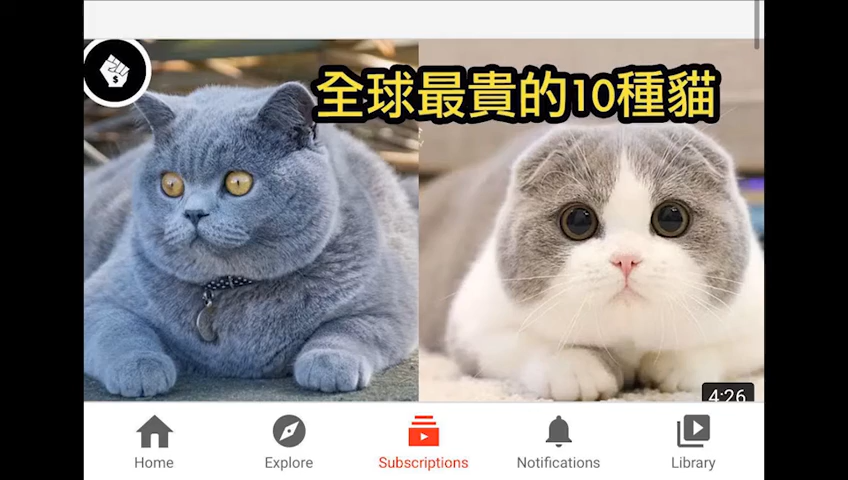 $
全球最貴的10種貓
4:26
Home
Explore
Subscriptions
Notifications
Library